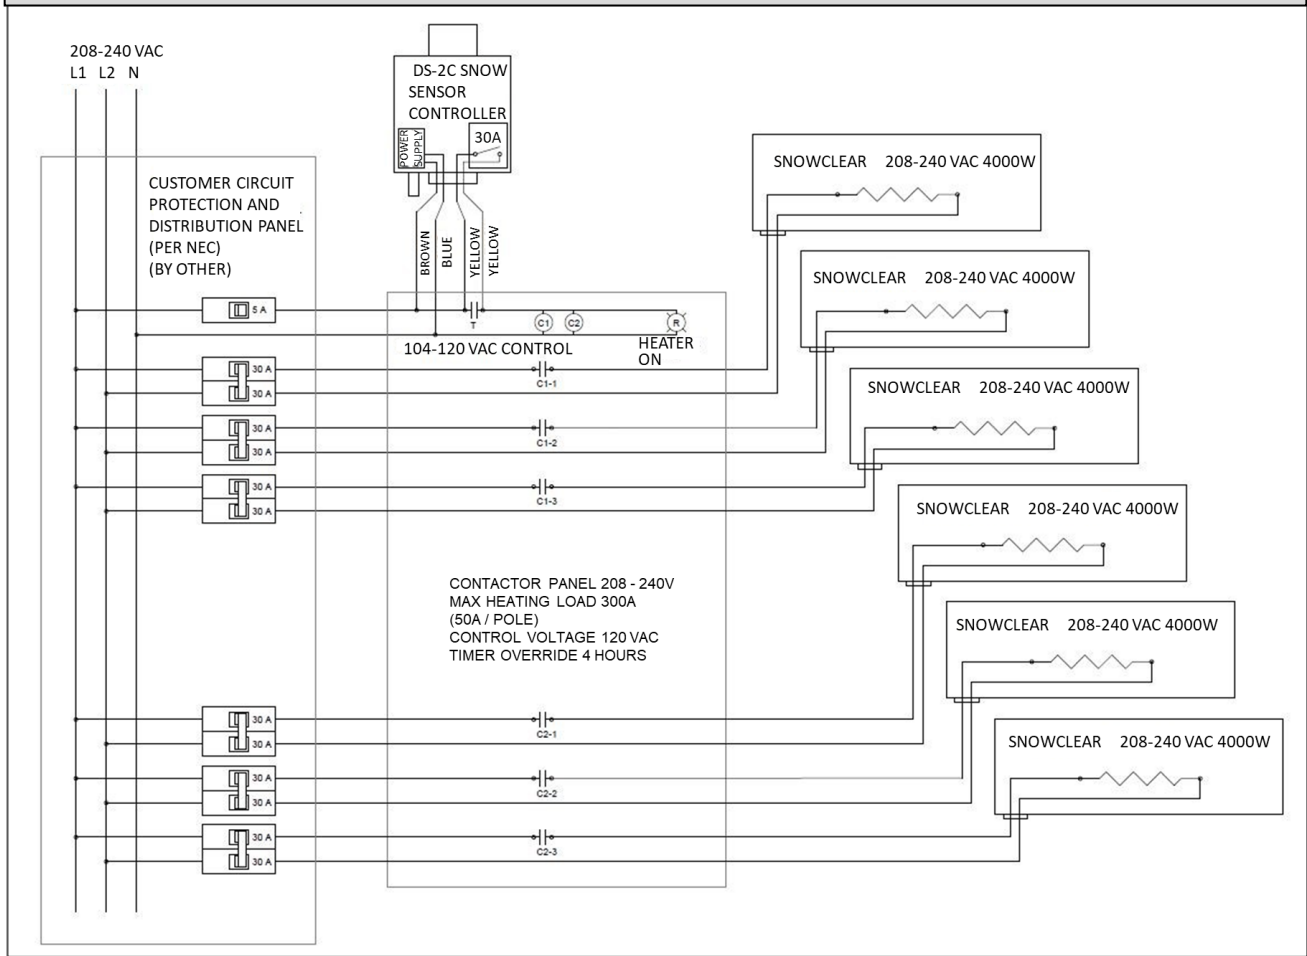 208-240 VAC
L1 L2 N
DS-2C SNOW
SENSOR
CONTROLLER
POWER
SUPPLY
30A
CUSTOMER CIRCUIT
PROTECTION AND
DISTRIBUTION PANEL
(PER NEC)
(BY OTHER)
BROWN
BLUE
YELLOW
YELLOW
SNOWCLEAR 208-240 VAC 4000W
SNOWCLEAR 208-240 VAC 4000W
5 A
T
C1
C2
R
104-120 VAC CONTROL
HEATER
ON
30 A
30 A
C1-1
SNOWCLEAR 208-240 VAC 4000W
30 A
30 A
C1-2
30 A
30 A
C1-3
SNOWCLEAR 208-240 VAC 4000W
CONTACTOR PANEL 208 - 240V
MAX HEATING LOAD 300A
(50A / POLE)
CONTROL VOLTAGE 120 VAC
TIMER OVERRIDE 4 HOURS
SNOWCLEAR 208-240 VAC 4000W
30 A
30 A
C2-1
SNOWCLEAR 208-240 VAC 4000W
30 A
30 A
C2-2
30 A
30 A
C2-3